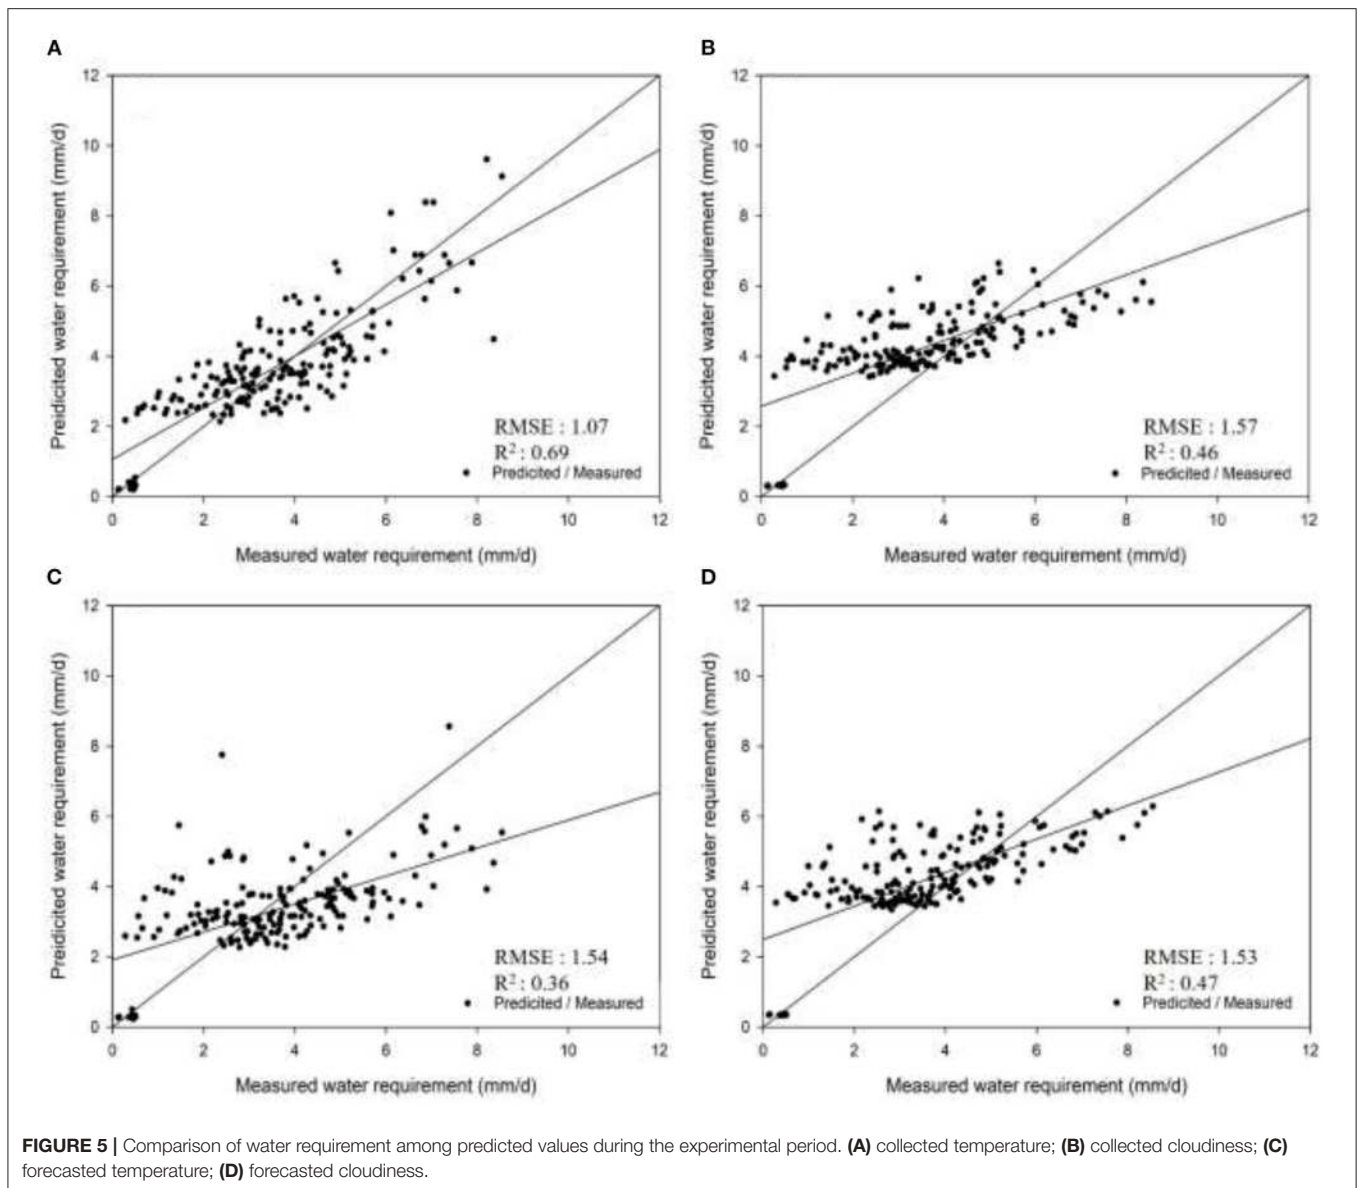 A
12
10
8
6
4
2
0
Preidicited water requirement (mm/d)
RMSE : 1.07
R2 : 0.69
Predicited / Measured
0 2 4 6 8 10 12
Measured water requirement (mm/d)
B
12
10
8
6
4
2
0
Preidicited water requirement (mm/d)
RMSE : 1.57
R2 : 0.46
Predicited / Measured
0 2 4 6 8 10 12
Measured water requirement (mm/d)
C
12
10
8
6
4
2
0
Preidicited water requirement (mm/d)
RMSE : 1.54
R2 : 0.36
Predicited / Measured
0 2 4 6 8 10 12
Measured water requirement (mm/d)
D
12
10
8
6
4
2
0
Preidicited water requirement (mm/d)
RMSE : 1.53
R2 : 0.47
Predicited / Measured
0 2 4 6 8 10 12
Measured water requirement (mm/d)
FIGURE 5 | Comparison of water requirement among predicted values during the experimental period. (A) collected temperature; (B) collected cloudiness; (C)
forecasted temperature; (D) forecasted cloudiness.